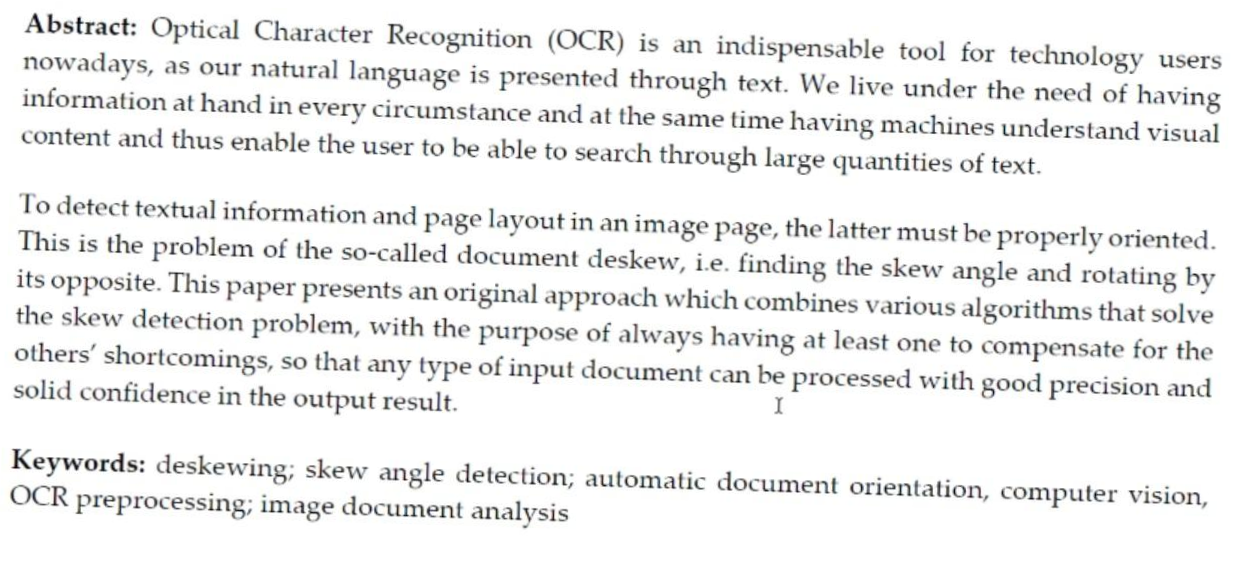 Abstract: Optical Character Recognition (OCR) is an indispensable tool for technology users
nowadays, as our natural language is presented through text. We live under the need of having
information at hand in every circumstance and at the same time having machines understand visual
content and thus enable the user to be able to search through large quantities of text.
To detect textual information and page layout in an image page, the latter must be properly oriented.
This is the problem of the so-called document deskew, i.e. finding the skew angle and rotating by
its opposite. This paper presents an original approach which combines various algorithms that solve
the skew detection problem, with the purpose of always having at least one to compensate for the
others' shortcomings, so that any type of input document can be processed with good precision and
solid confidence in the output result.
Keywords: deskewing; skew angle detection; automatic document orientation, computer vision,
OCR preprocessing; image document analysis